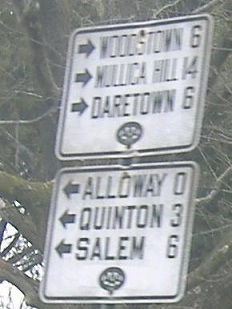 → WOODSTOWN 6
→ MULLICA HILL 14
→ DARETOWN 6
← ALLOWAY 0
← QUINTON 3
← SALEM 6